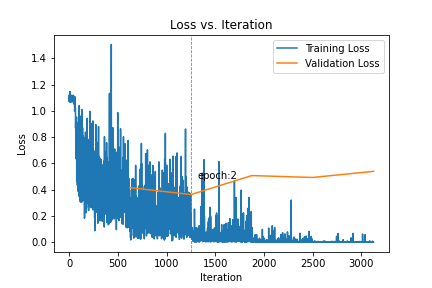 Loss vs. Iteration
Training Loss
Validation Loss
1.4
1.2
1.0
0.8
0.6
0.4
0.2
0.0
Loss
epoch:2
0
500
1000
1500
2000
2500
3000
Iteration